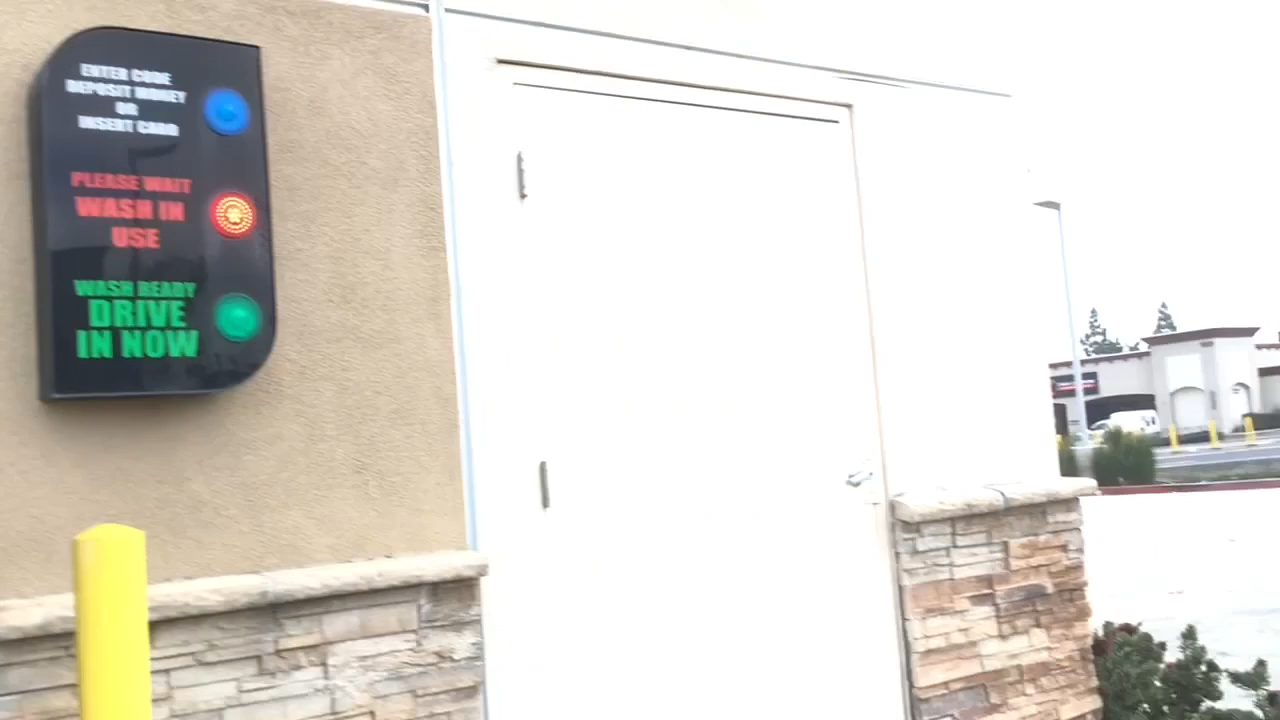 ENTER CODE
DEPOSIT MONEY
OR
INSERT CARD
PLEASE WAIT
WASH IN
USE
WASH READY
DRIVE
IN NOW